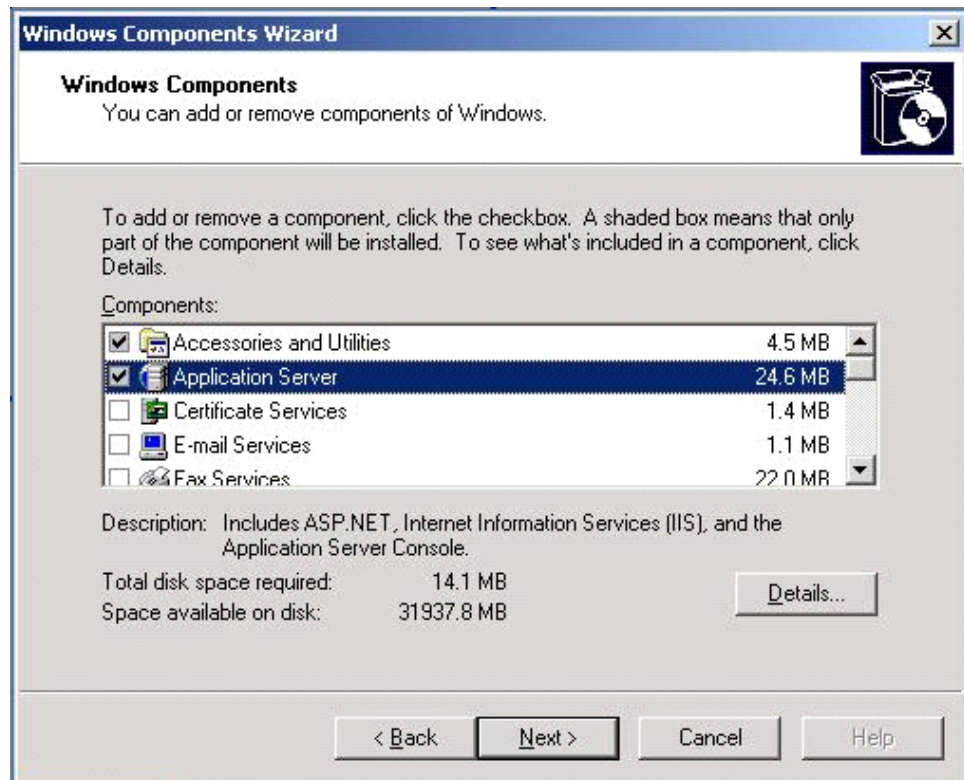 Windows Components Wizard
Windows Components
You can add or remove components of Windows.
To add or remove a component, click the checkbox. A shaded box means that only
part of the component will be installed. To see what's included in a component, click
Details.
Components:
Accessories and Utilities 4.5 MB
Application Server 24.6 MB
Certificate Services 1.4 MB
E-mail Services 1.1 MB
Fax Services 22.0 MB
Description: Includes ASP.NET, Internet Information Services (IIS), and the
Application Server Console.
Total disk space required: 14.1 MB
Space available on disk: 31937.8 MB
Details...
< Back Next > Cancel Help